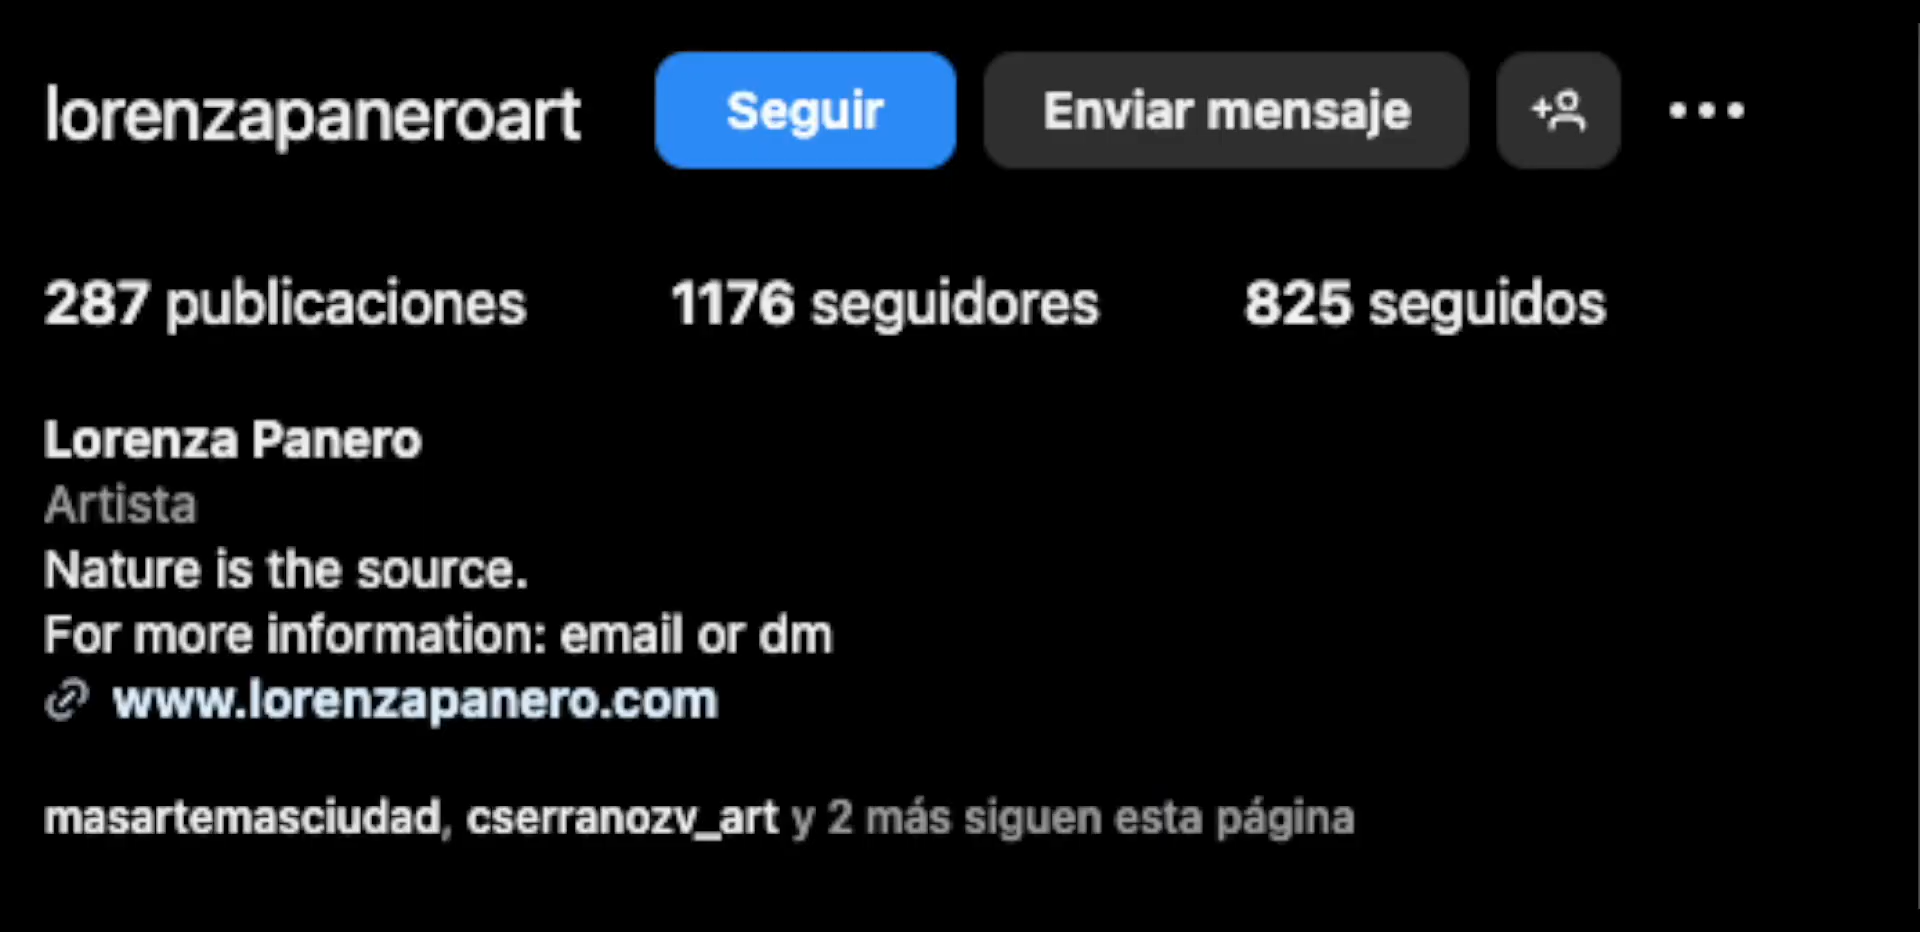 lorenzapaneroart Seguir Enviar mensaje
287 publicaciones 1176 seguidores 825 seguidos
Lorenza Panero
Artista
Nature is the source.
For more information: email or dm
www.lorenzapanero.com
masartemasciudad, cserranozv_art y 2 más siguen esta página